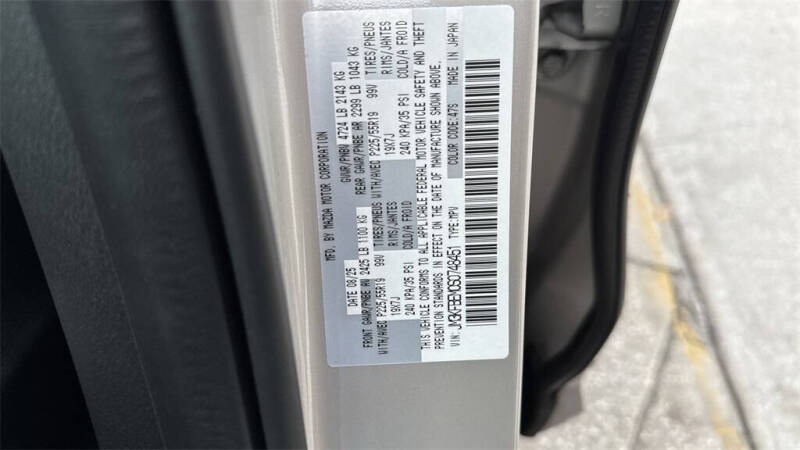 MFD. BY MAZDA MOTOR CORPORATION
DATE 08/25 GVWR/PNBV 4724 LB 2143 KG
FRONT GAWR/PNBE AV 2425 LB 1100 KG REAR GAWR/PNBE AR 2299 LB 1043 KG
WITH/AVEC P225/55R19 99V TIRES/PNEUS WITH/AVEC P225/55R19 99V TIRES/PNEUS
19X7J RIMS/JANTES 19X7J RIMS/JANTES
240 KPA/35 PSI COLD/A FROID 240 KPA/35 PSI COLD/A FROID
THIS VEHICLE CONFORMS TO ALL APPLICABLE FEDERAL MOTOR VEHICLE SAFETY AND THEFT
PREVENTION STANDARDS IN EFFECT ON THE DATE OF MANUFACTURE SHOWN ABOVE.
VIN: TYPE:MPV COLOR CODE:47S MADE IN JAPAN